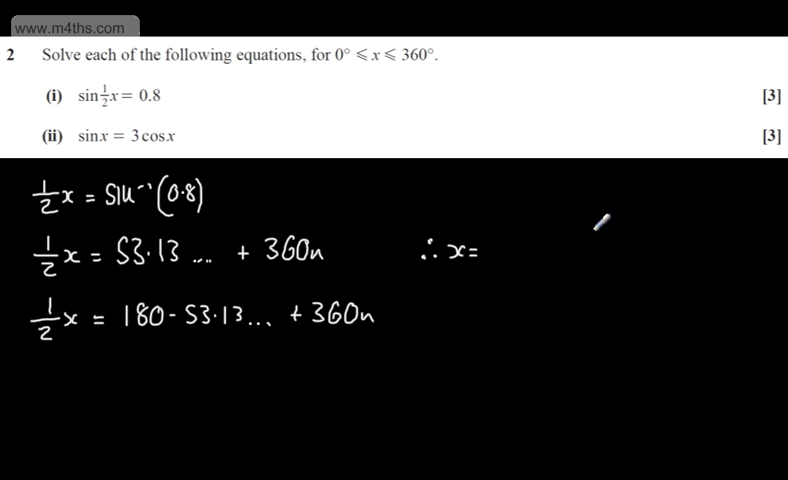 www.m4ths.com
2 Solve each of the following equations, for 0° ⩽ x ⩽ 360°.
(i) sin½x = 0.8 [3]
(ii) sinx = 3cosx [3]
½x = sin⁻¹(0.8)
½x = 53.13 .... + 360n ∴ x =
½x = 180 - 53.13... + 360n